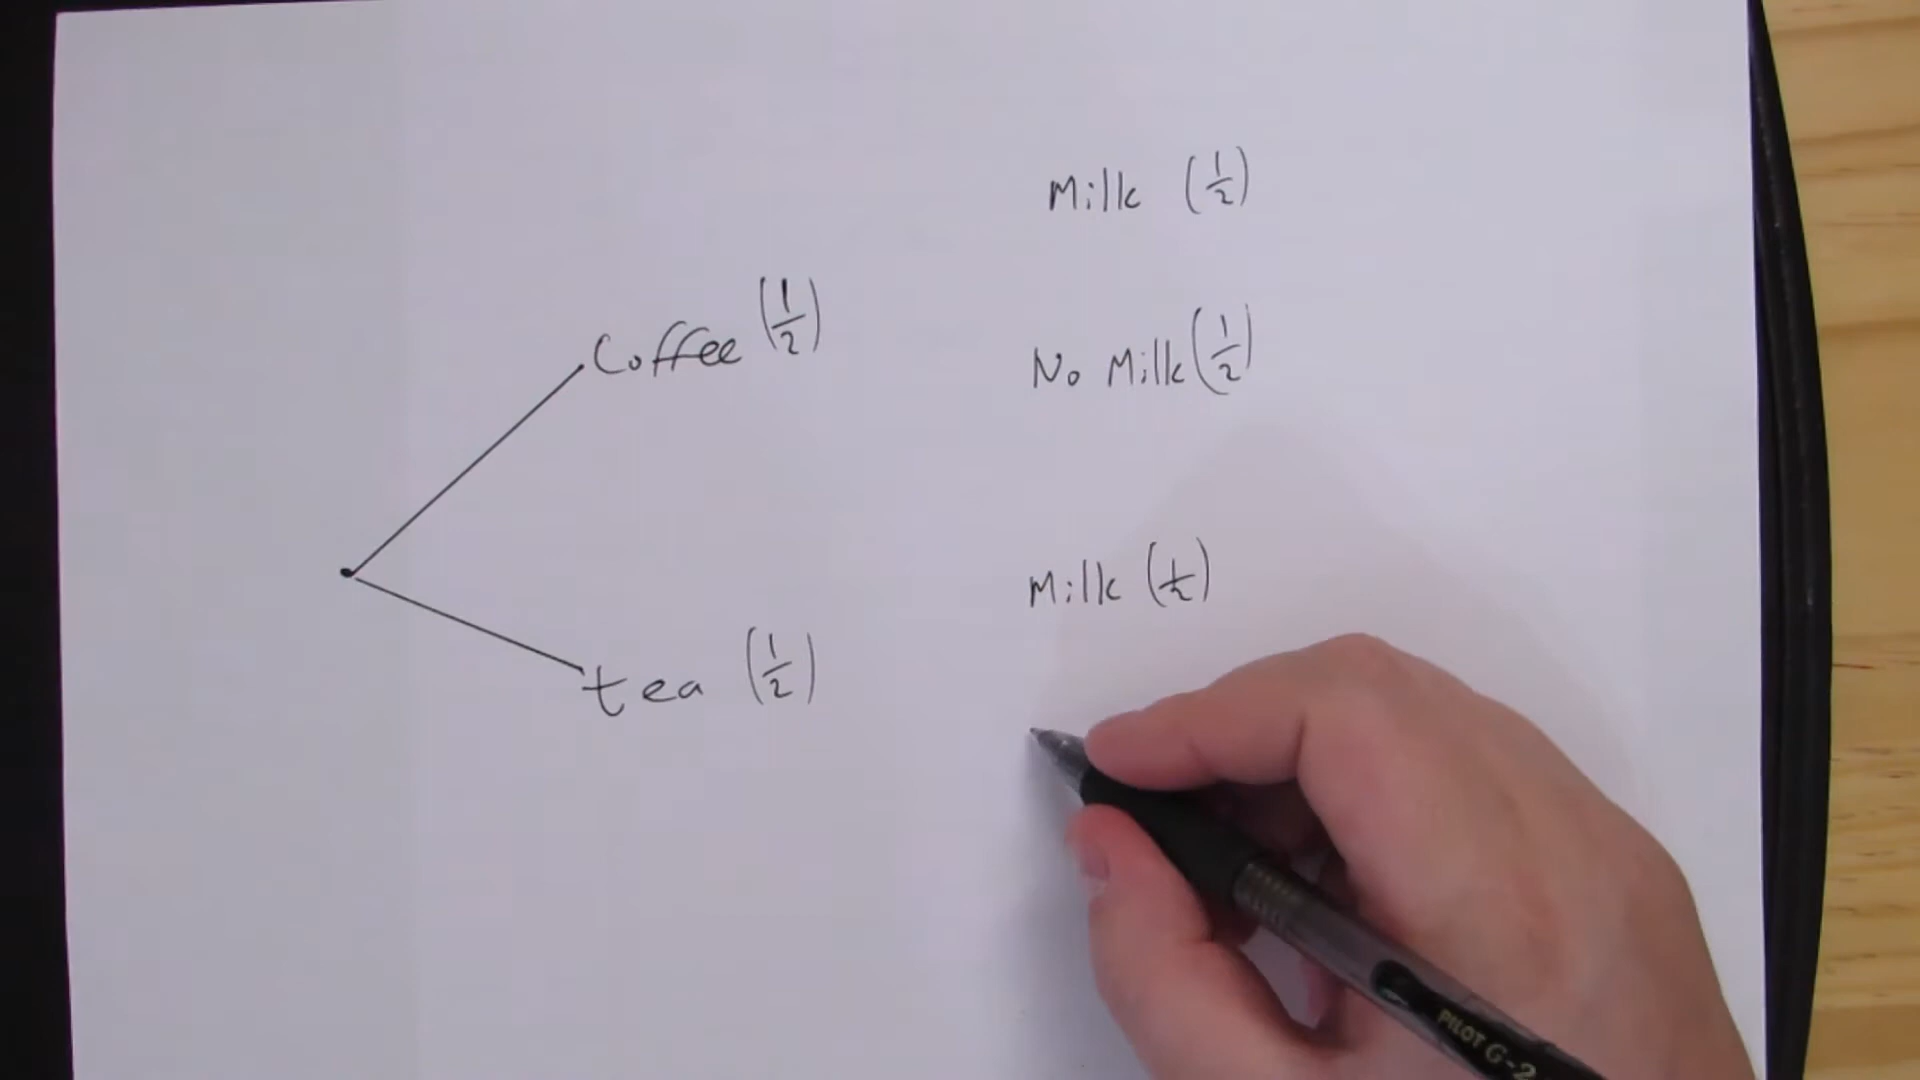 Milk (1/2)
Coffee (1/2)
No Milk (1/2)
Milk (1/2)
tea (1/2)
PILOT G-2